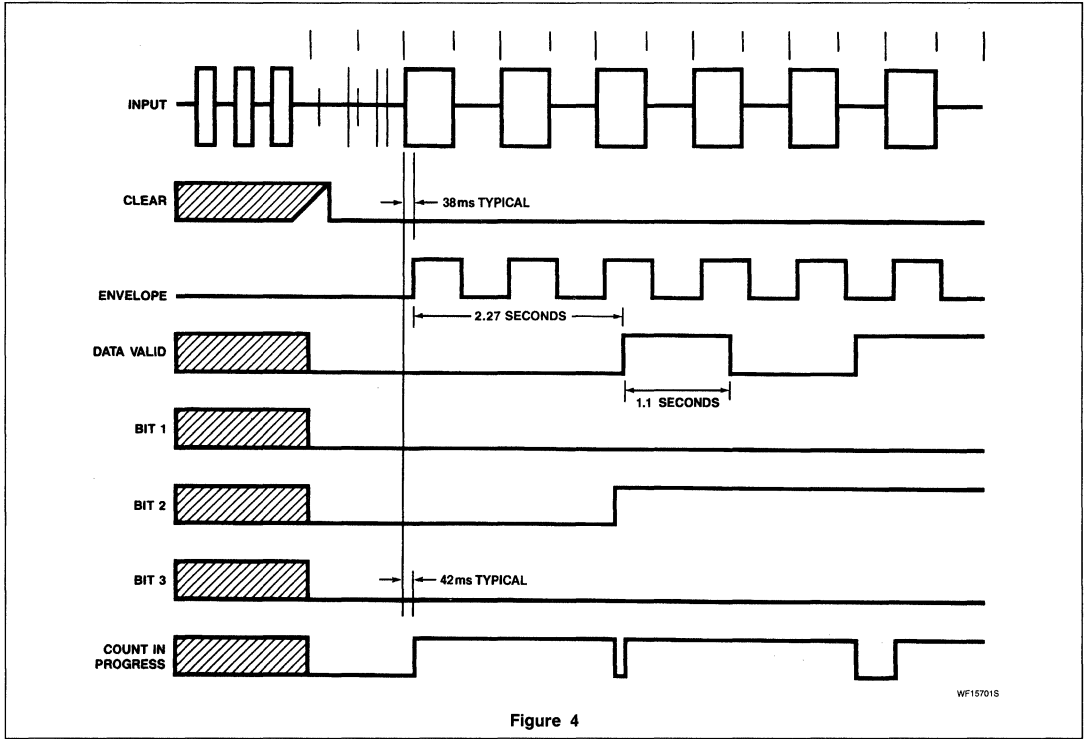 INPUT
CLEAR
38ms TYPICAL
ENVELOPE
2.27 SECONDS
DATA VALID
1.1 SECONDS
BIT 1
BIT 2
BIT 3
42ms TYPICAL
COUNT IN
PROGRESS
WF15701S
Figure 4